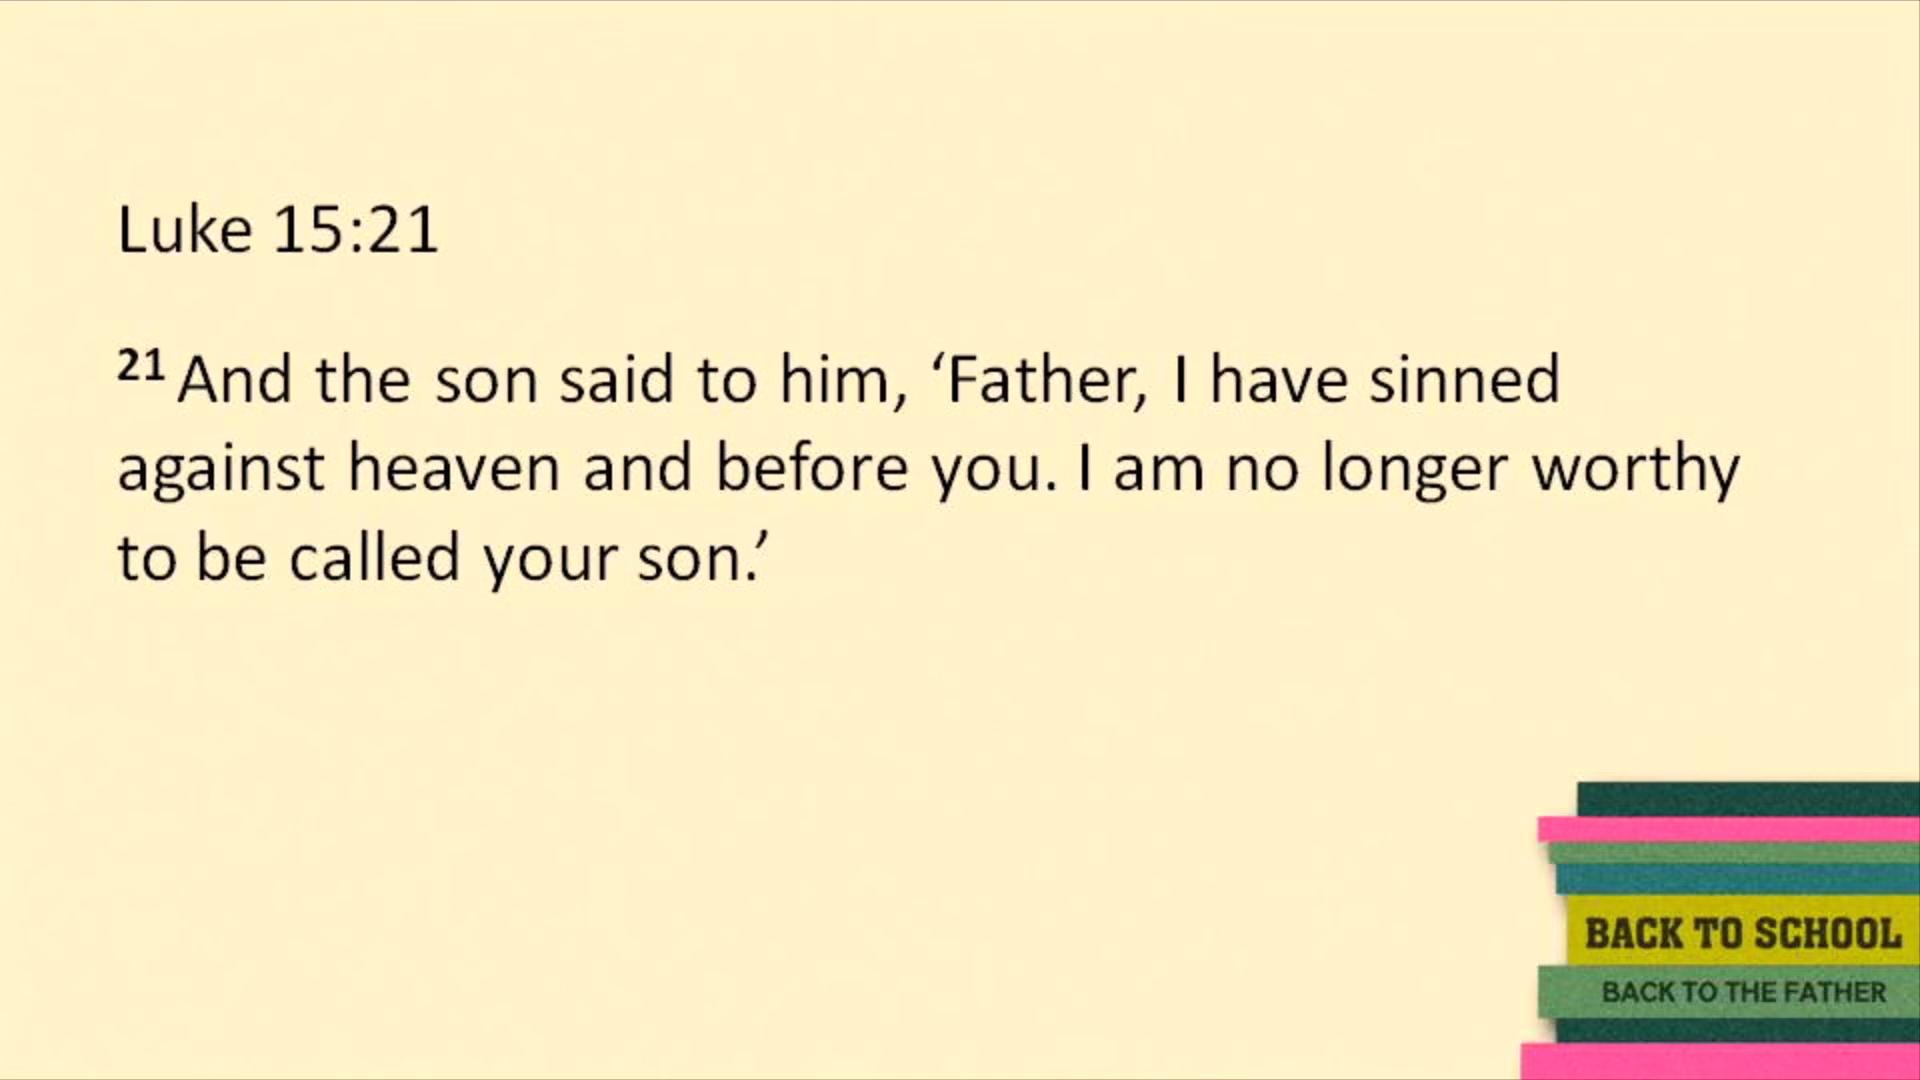 Luke 15:21
21 And the son said to him, ‘Father, I have sinned
against heaven and before you. I am no longer worthy
to be called your son.’
BACK TO SCHOOL
BACK TO THE FATHER